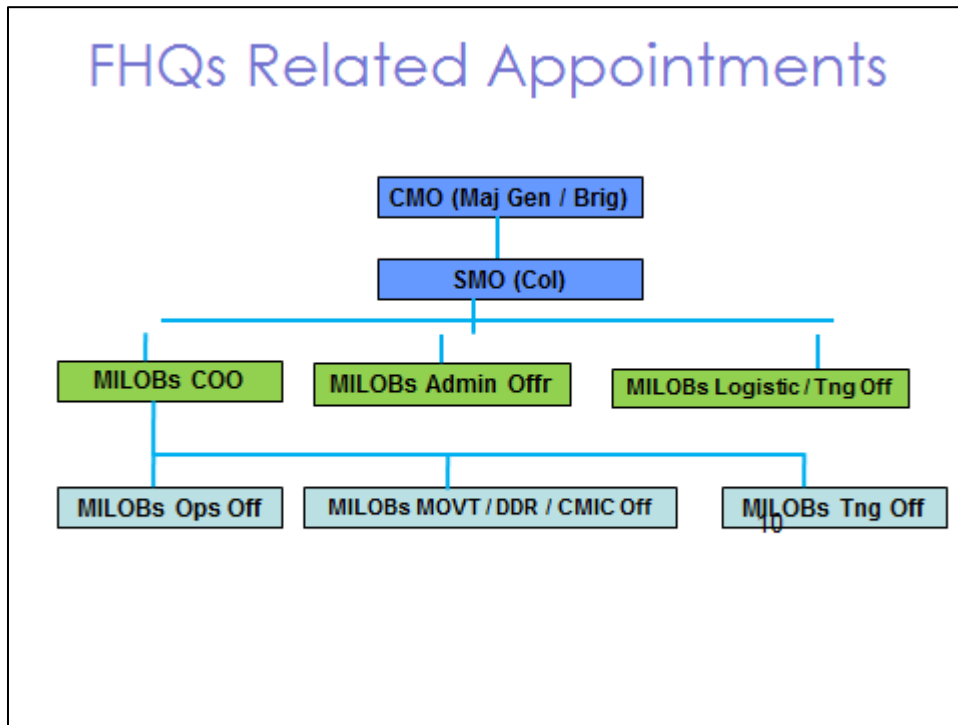 FHQs Related Appointments
CMO (Maj Gen / Brig)
SMO (Col)
MILOBs COO
MILOBs Admin Offr
MILOBs Logistic / Tng Off
MILOBs Ops Off
MILOBs MOVT / DDR / CMIC Off
MILOBs Tng Off
10